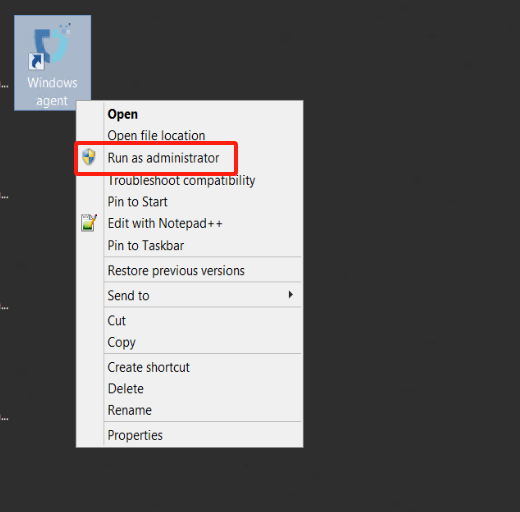 Windows
agent
Open
Open file location
Run as administrator
Troubleshoot compatibility
Pin to Start
Edit with Notepad++
Pin to Taskbar
Restore previous versions
Send to
Cut
Copy
Create shortcut
Delete
Rename
Properties